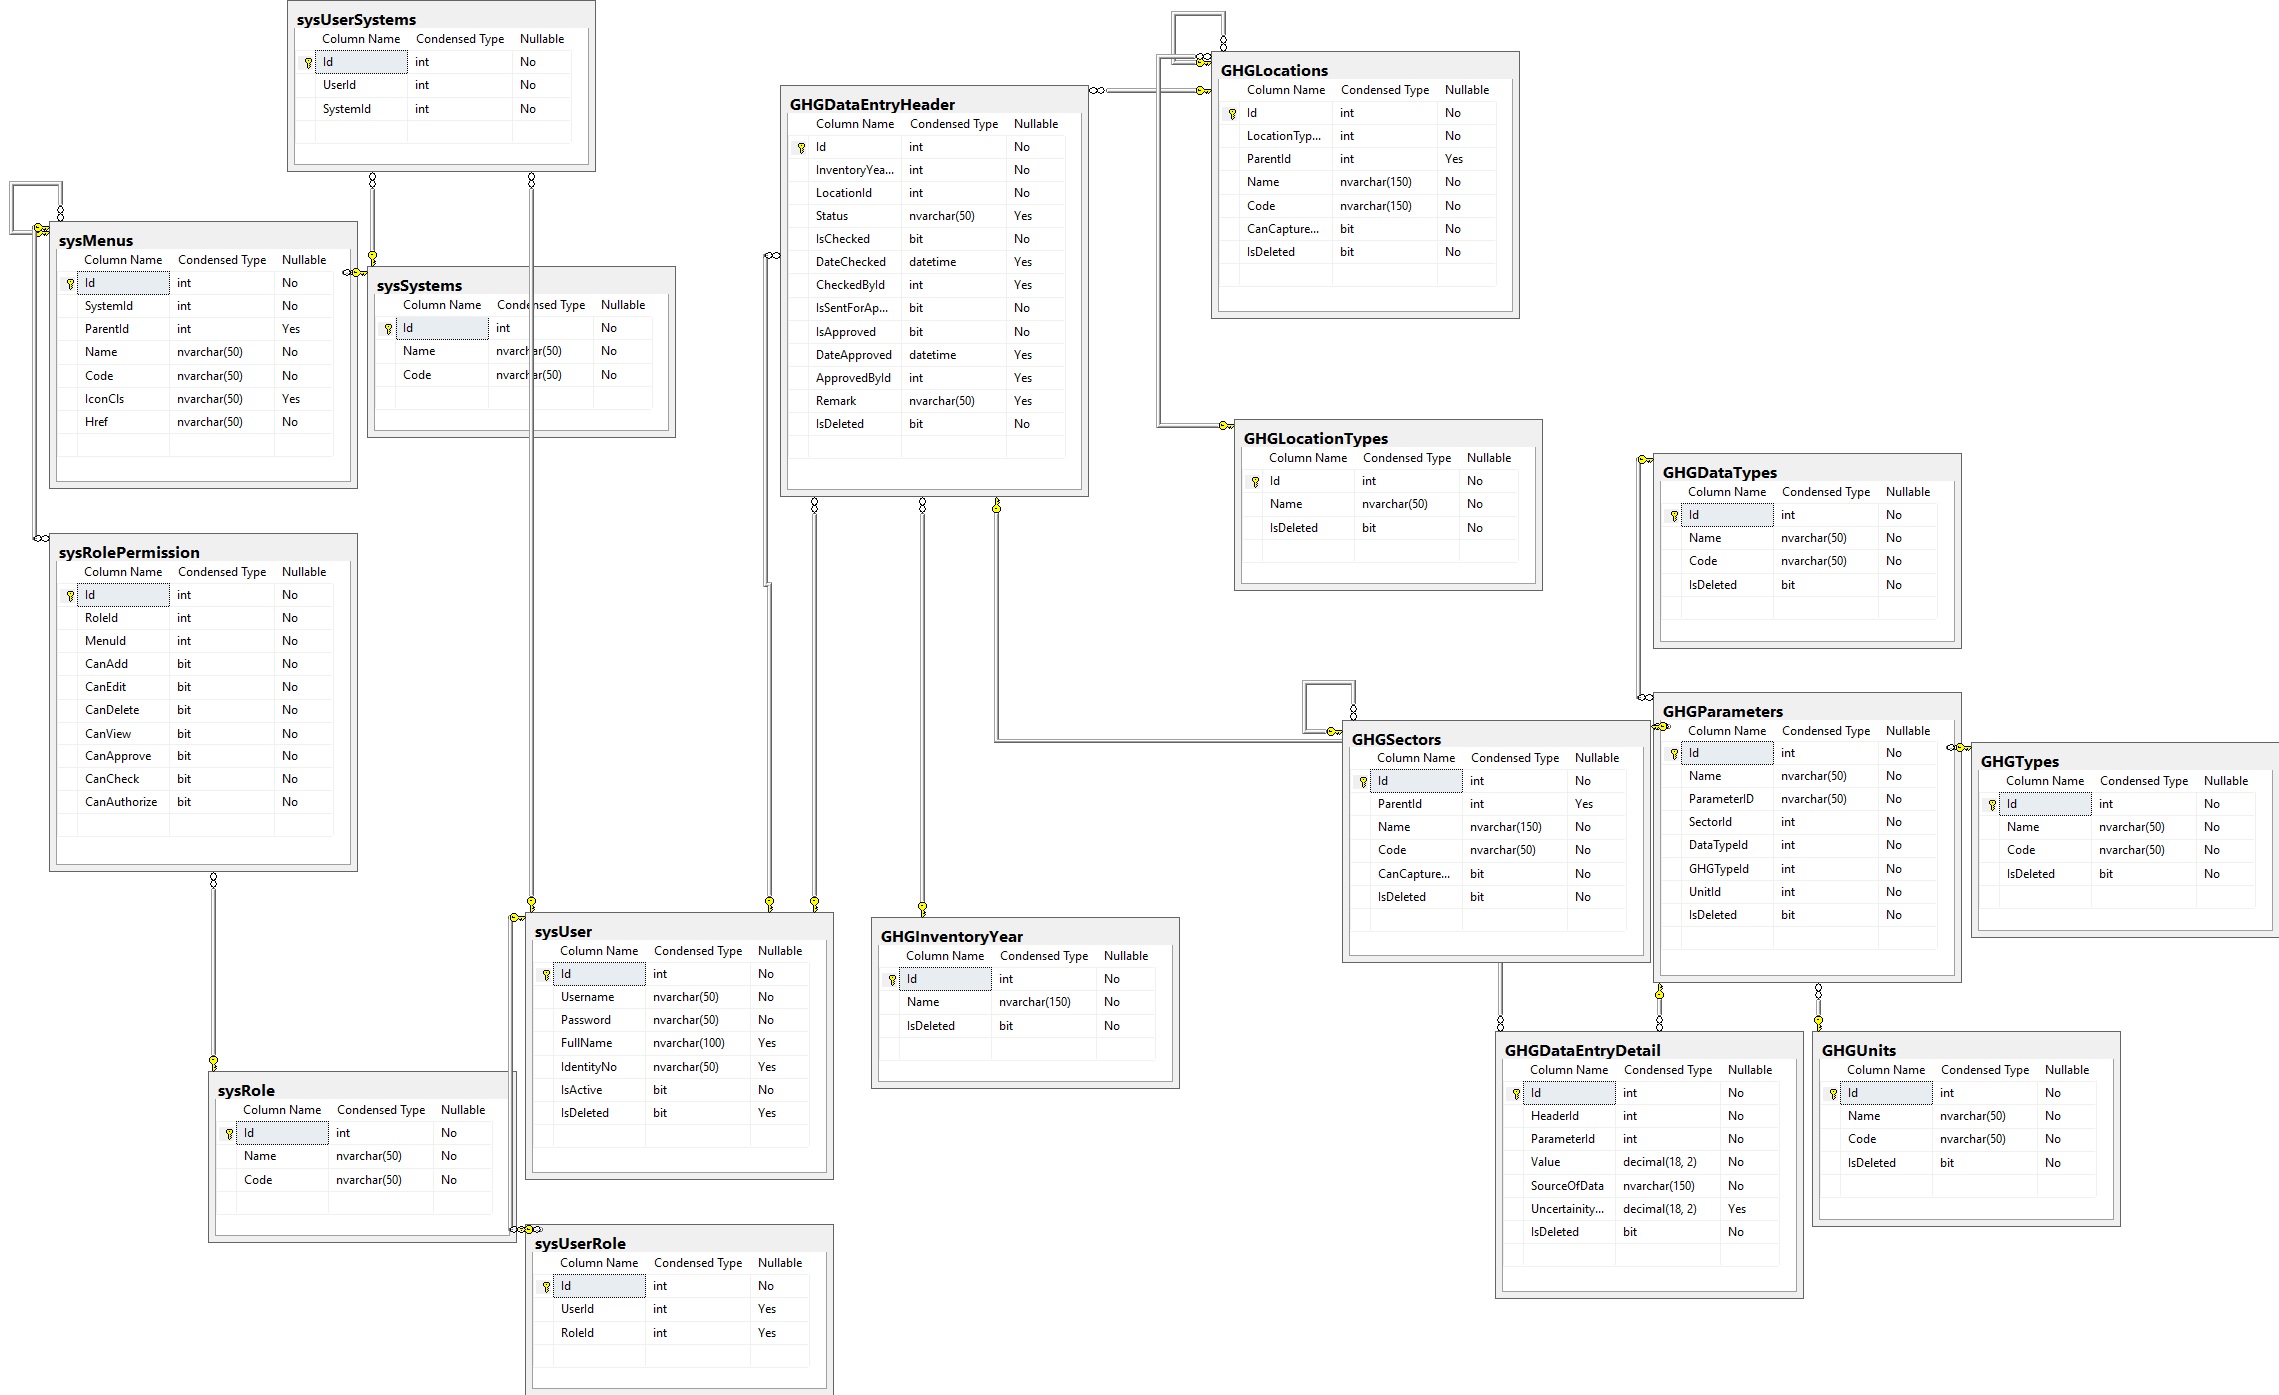 sysUserSystems
Column Name Condensed Type Nullable
Id int No
UserId int No
SystemId int No
sysMenus
Column Name Condensed Type Nullable
Id int No
SystemId int No
ParentId int Yes
Name nvarchar(50) No
Code nvarchar(50) No
IconCls nvarchar(50) Yes
Href nvarchar(50) No
sysSystems
Column Name Condensed Type Nullable
Id int No
Name nvarchar(50) No
Code nvarchar(50) No
sysRolePermission
Column Name Condensed Type Nullable
Id int No
RoleId int No
MenuId int No
CanAdd bit No
CanEdit bit No
CanDelete bit No
CanView bit No
CanApprove bit No
CanCheck bit No
CanAuthorize bit No
sysRole
Column Name Condensed Type Nullable
Id int No
Name nvarchar(50) No
Code nvarchar(50) No
sysUser
Column Name Condensed Type Nullable
Id int No
Username nvarchar(50) No
Password nvarchar(50) No
FullName nvarchar(100) Yes
IdentityNo nvarchar(50) Yes
IsActive bit No
IsDeleted bit Yes
sysUserRole
Column Name Condensed Type Nullable
Id int No
UserId int Yes
RoleId int Yes
GHGDataEntryHeader
Column Name Condensed Type Nullable
Id int No
InventoryYea... int No
LocationId int No
Status nvarchar(50) Yes
IsChecked bit No
DateChecked datetime Yes
CheckedById int Yes
IsSentForAp... bit No
IsApproved bit No
DateApproved datetime Yes
ApprovedById int Yes
Remark nvarchar(50) Yes
IsDeleted bit No
GHGInventoryYear
Column Name Condensed Type Nullable
Id int No
Name nvarchar(150) No
IsDeleted bit No
GHGLocations
Column Name Condensed Type Nullable
Id int No
LocationTyp... int No
ParentId int Yes
Name nvarchar(150) No
Code nvarchar(150) No
CanCapture... bit No
IsDeleted bit No
GHGLocationTypes
Column Name Condensed Type Nullable
Id int No
Name nvarchar(50) No
IsDeleted bit No
GHGDataTypes
Column Name Condensed Type Nullable
Id int No
Name nvarchar(50) No
Code nvarchar(50) No
IsDeleted bit No
GHGSectors
Column Name Condensed Type Nullable
Id int No
ParentId int Yes
Name nvarchar(150) No
Code nvarchar(50) No
CanCapture... bit No
IsDeleted bit No
GHGParameters
Column Name Condensed Type Nullable
Id int No
Name nvarchar(50) No
ParameterID nvarchar(50) No
SectorId int No
DataTypeId int No
GHGTypeId int No
UnitId int No
IsDeleted bit No
GHGTypes
Column Name Condensed Type Nullable
Id int No
Name nvarchar(50) No
Code nvarchar(50) No
IsDeleted bit No
GHGDataEntryDetail
Column Name Condensed Type Nullable
Id int No
HeaderId int No
ParameterId int No
Value decimal(18, 2) No
SourceOfData nvarchar(150) No
Uncertainity... decimal(18, 2) Yes
IsDeleted bit No
GHGUnits
Column Name Condensed Type Nullable
Id int No
Name nvarchar(50) No
Code nvarchar(50) No
IsDeleted bit No